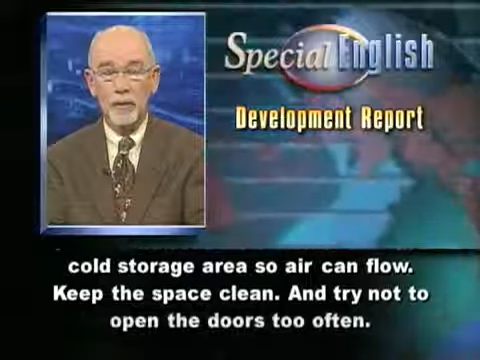 Special English
Development Report
cold storage area so air can flow.
Keep the space clean. And try not to
open the doors too often.